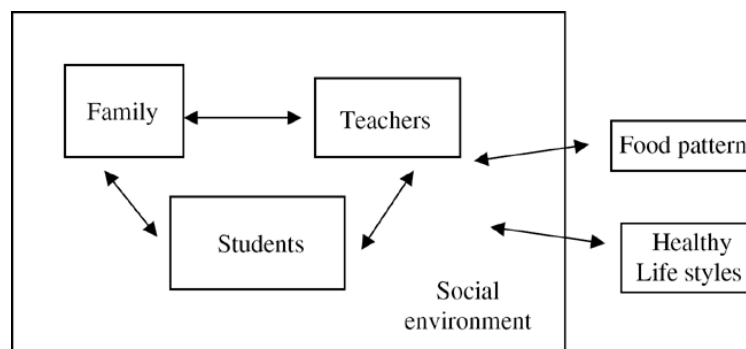 Family
Teachers
Food pattern
Students
Healthy
Life styles
Social
environment